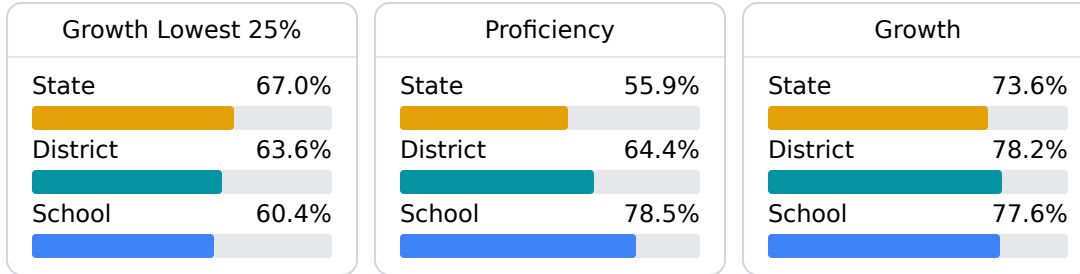 Growth Lowest 25%
State 67.0%
District 63.6%
School 60.4%
Proficiency
State 55.9%
District 64.4%
School 78.5%
Growth
State 73.6%
District 78.2%
School 77.6%